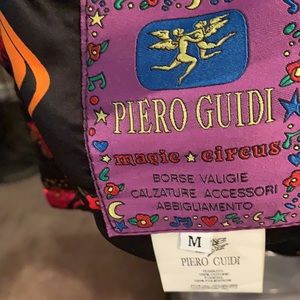 PIERO GUIDI
magic ★ circus
BORSE VALIGIE
CALZATURE ACCESSORI
ABBIGLIAMENTO
M
PIERO GUIDI